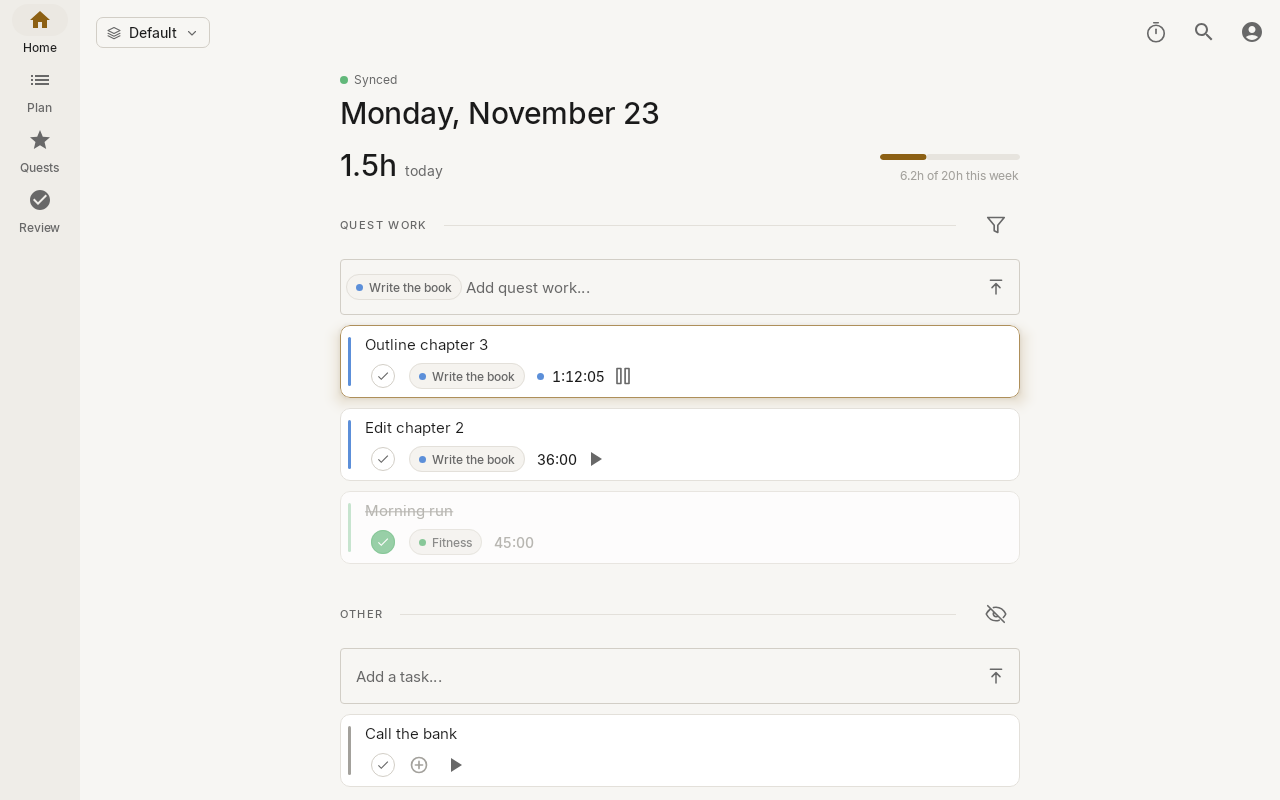 Home
Plan
Quests
Review
Default
Synced
Monday, November 23
1.5h today
6.2h of 20h this week
QUEST WORK
Write the book Add quest work...
Outline chapter 3
Write the book 1:12:05
Edit chapter 2
Write the book 36:00
Morning run
Fitness 45:00
OTHER
Add a task...
Call the bank